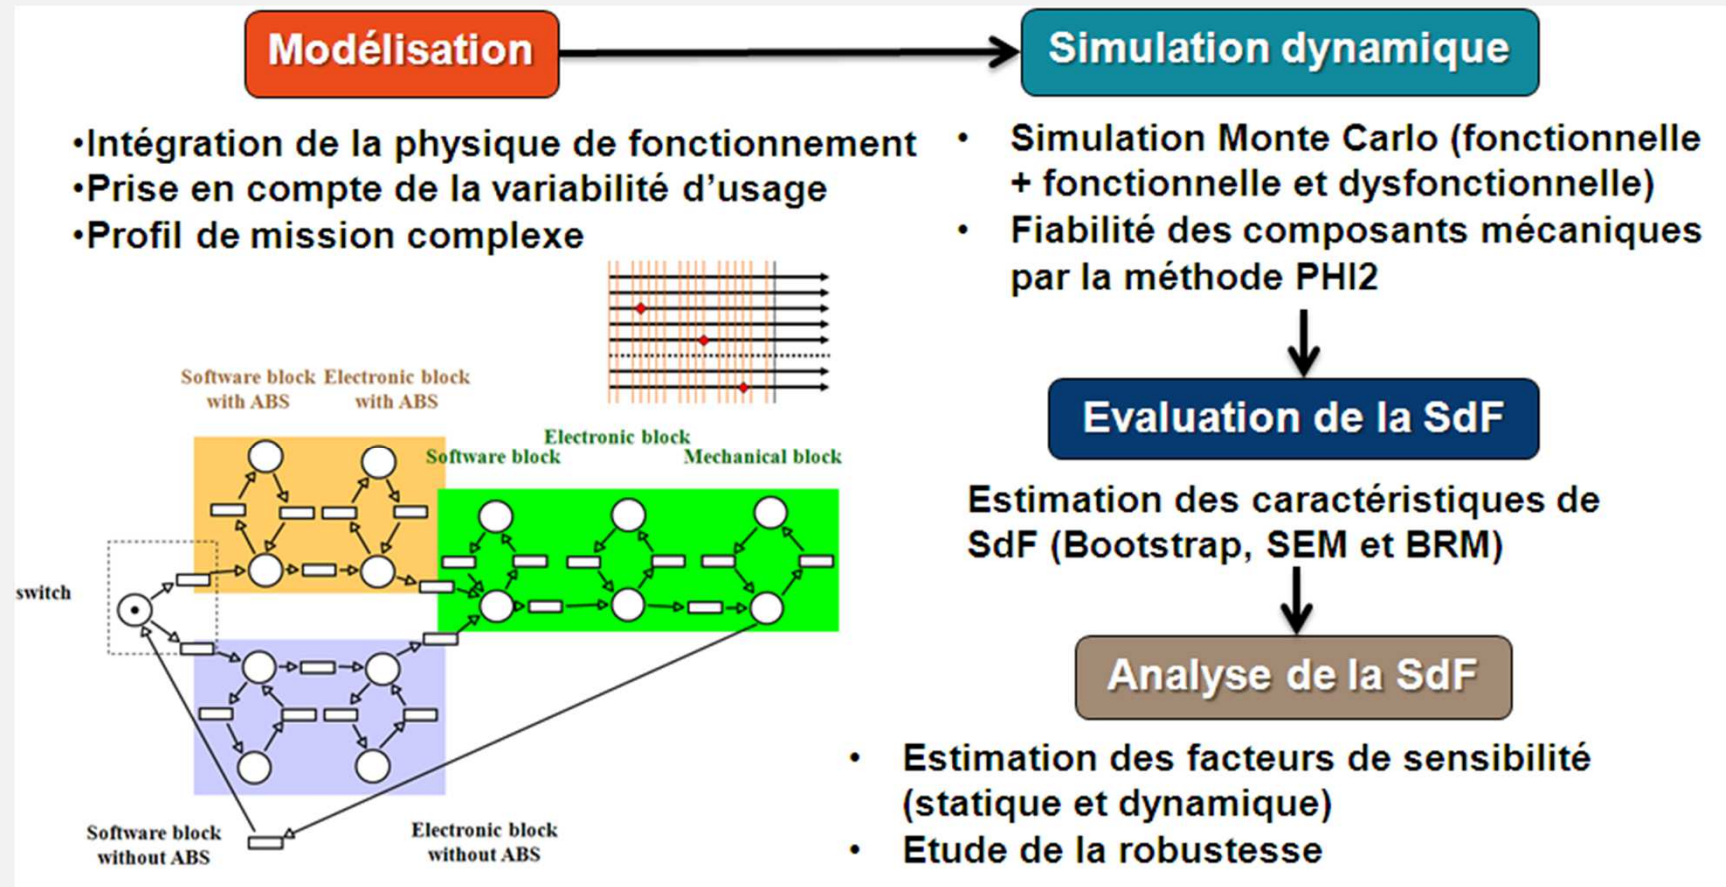 Modélisation
Simulation dynamique
•Intégration de la physique de fonctionnement
•Prise en compte de la variabilité d’usage
•Profil de mission complexe
• Simulation Monte Carlo (fonctionnelle
+ fonctionnelle et dysfonctionnelle)
• Fiabilité des composants mécaniques
par la méthode PHI2
Evaluation de la SdF
Estimation des caractéristiques de
SdF (Bootstrap, SEM et BRM)
Analyse de la SdF
• Estimation des facteurs de sensibilité
(statique et dynamique)
• Etude de la robustesse
Software block
with ABS
Electronic block
with ABS
Software block
Electronic block
Mechanical block
switch
Software block
without ABS
Electronic block
without ABS